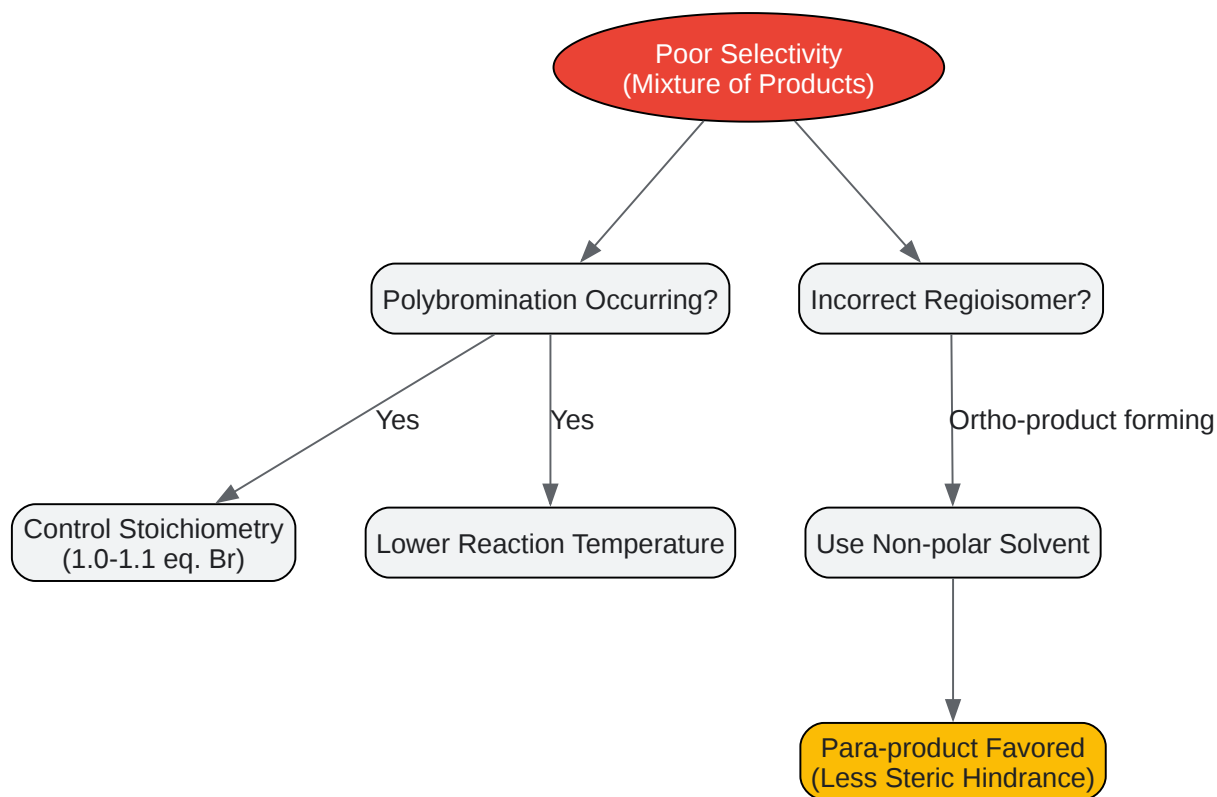 Poor Selectivity
(Mixture of Products)
Polybromination Occurring?
Incorrect Regioisomer?
Yes
Yes
Ortho-product forming
Control Stoichiometry
(1.0-1.1 eq. Br)
Lower Reaction Temperature
Use Non-polar Solvent
Para-product Favored
(Less Steric Hindrance)